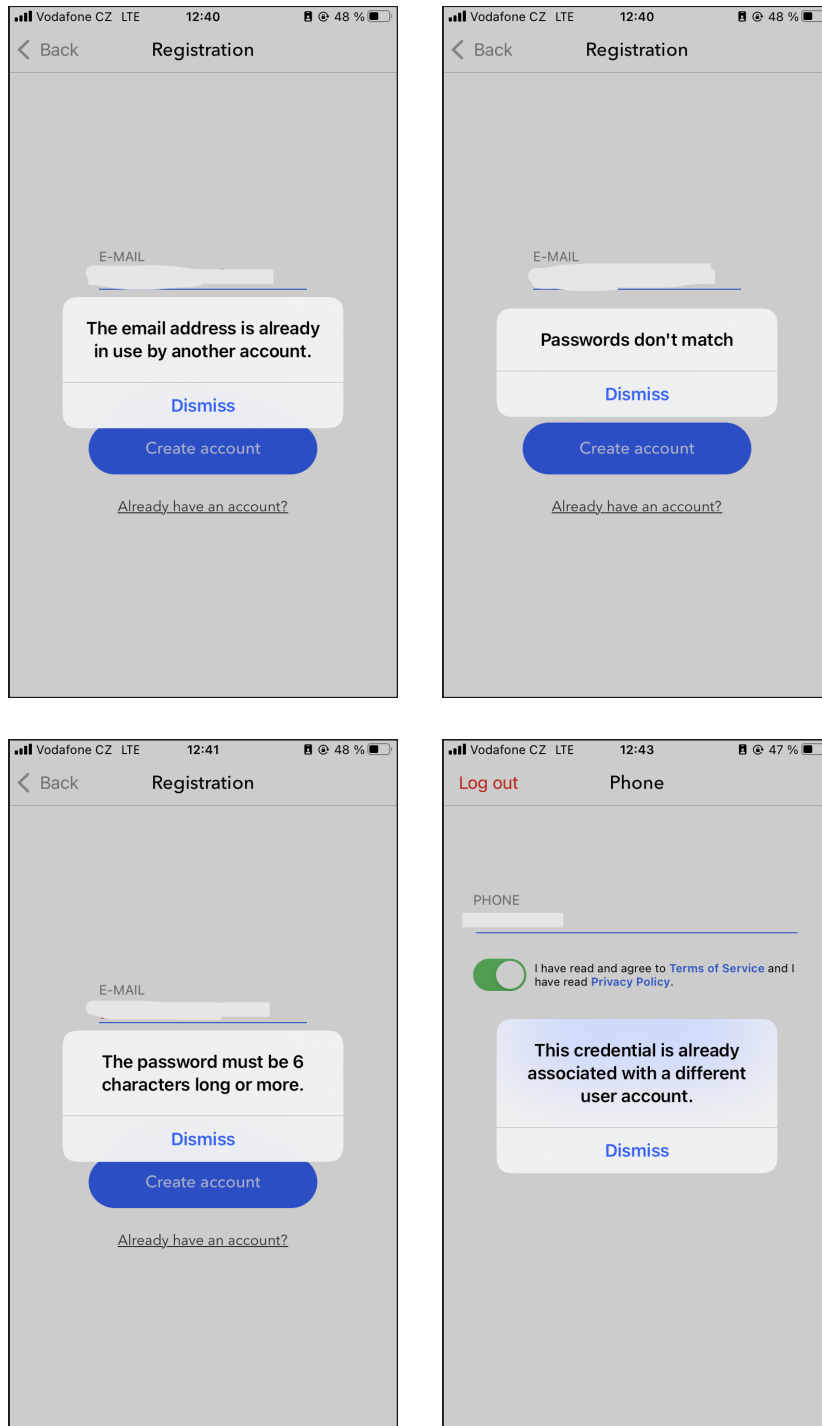 Vodafone CZ LTE 12:40 48 %
Back Registration
E-MAIL
The email address is already
in use by another account.
Dismiss
Create account
Already have an account?
Vodafone CZ LTE 12:40 48 %
Back Registration
E-MAIL
Passwords don't match
Dismiss
Create account
Already have an account?
Vodafone CZ LTE 12:41 48 %
Back Registration
E-MAIL
The password must be 6
characters long or more.
Dismiss
Create account
Already have an account?
Vodafone CZ LTE 12:43 47 %
Log out Phone
PHONE
I have read and agree to Terms of Service and I
have read Privacy Policy.
This credential is already
associated with a different
user account.
Dismiss